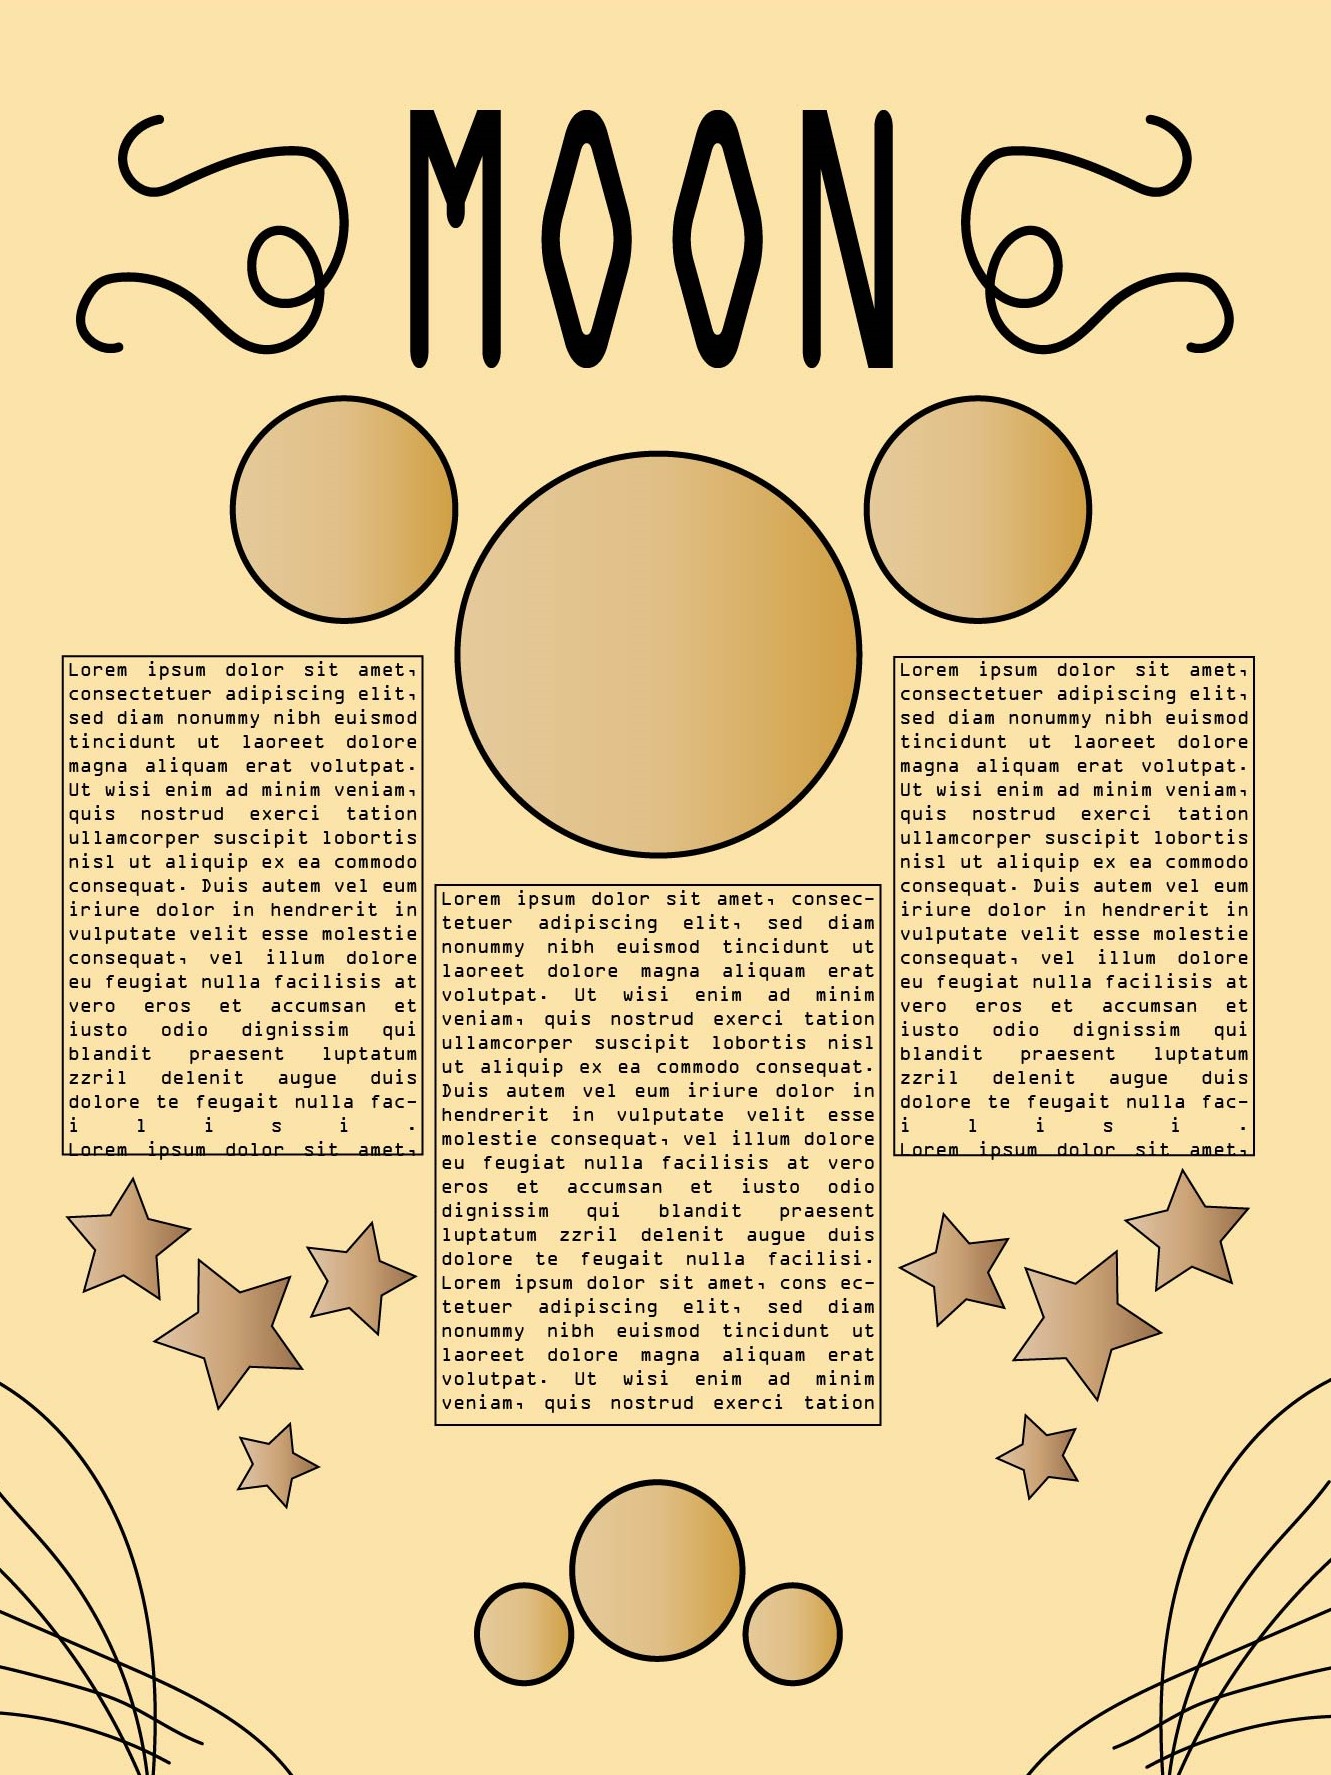 MOON
Lorem ipsum dolor sit amet,
consectetuer adipiscing elit,
sed diam nonummy nibh euismod
tincidunt ut laoreet dolore
magna aliquam erat volutpat.
Ut wisi enim ad minim veniam,
quis nostrud exerci tation
ullamcorper suscipit lobortis
nisl ut aliquip ex ea commodo
consequat. Duis autem vel eum
iriure dolor in hendrerit in
vulputate velit esse molestie
consequat, vel illum dolore
eu feugiat nulla facilisis at
vero eros et accumsan et
iusto odio dignissim qui
blandit praesent luptatum
zzril delenit augue duis
dolore te feugait nulla fac-
i l i s i .
Lorem ipsum dolor sit amet,
Lorem ipsum dolor sit amet, consec-
tetuer adipiscing elit, sed diam
nonummy nibh euismod tincidunt ut
laoreet dolore magna aliquam erat
volutpat. Ut wisi enim ad minim
veniam, quis nostrud exerci tation
ullamcorper suscipit lobortis nisl
ut aliquip ex ea commodo consequat.
Duis autem vel eum iriure dolor in
hendrerit in vulputate velit esse
molestie consequat, vel illum dolore
eu feugiat nulla facilisis at vero
eros et accumsan et iusto odio
dignissim qui blandit praesent
luptatum zzril delenit augue duis
dolore te feugait nulla facilisi.
Lorem ipsum dolor sit amet, cons ec-
tetuer adipiscing elit, sed diam
nonummy nibh euismod tincidunt ut
laoreet dolore magna aliquam erat
volutpat. Ut wisi enim ad minim
veniam, quis nostrud exerci tation
Lorem ipsum dolor sit amet,
consectetuer adipiscing elit,
sed diam nonummy nibh euismod
tincidunt ut laoreet dolore
magna aliquam erat volutpat.
Ut wisi enim ad minim veniam,
quis nostrud exerci tation
ullamcorper suscipit lobortis
nisl ut aliquip ex ea commodo
consequat. Duis autem vel eum
iriure dolor in hendrerit in
vulputate velit esse molestie
consequat, vel illum dolore
eu feugiat nulla facilisis at
vero eros et accumsan et
iusto odio dignissim qui
blandit praesent luptatum
zzril delenit augue duis
dolore te feugait nulla fac-
i l i s i .
Lorem ipsum dolor sit amet,